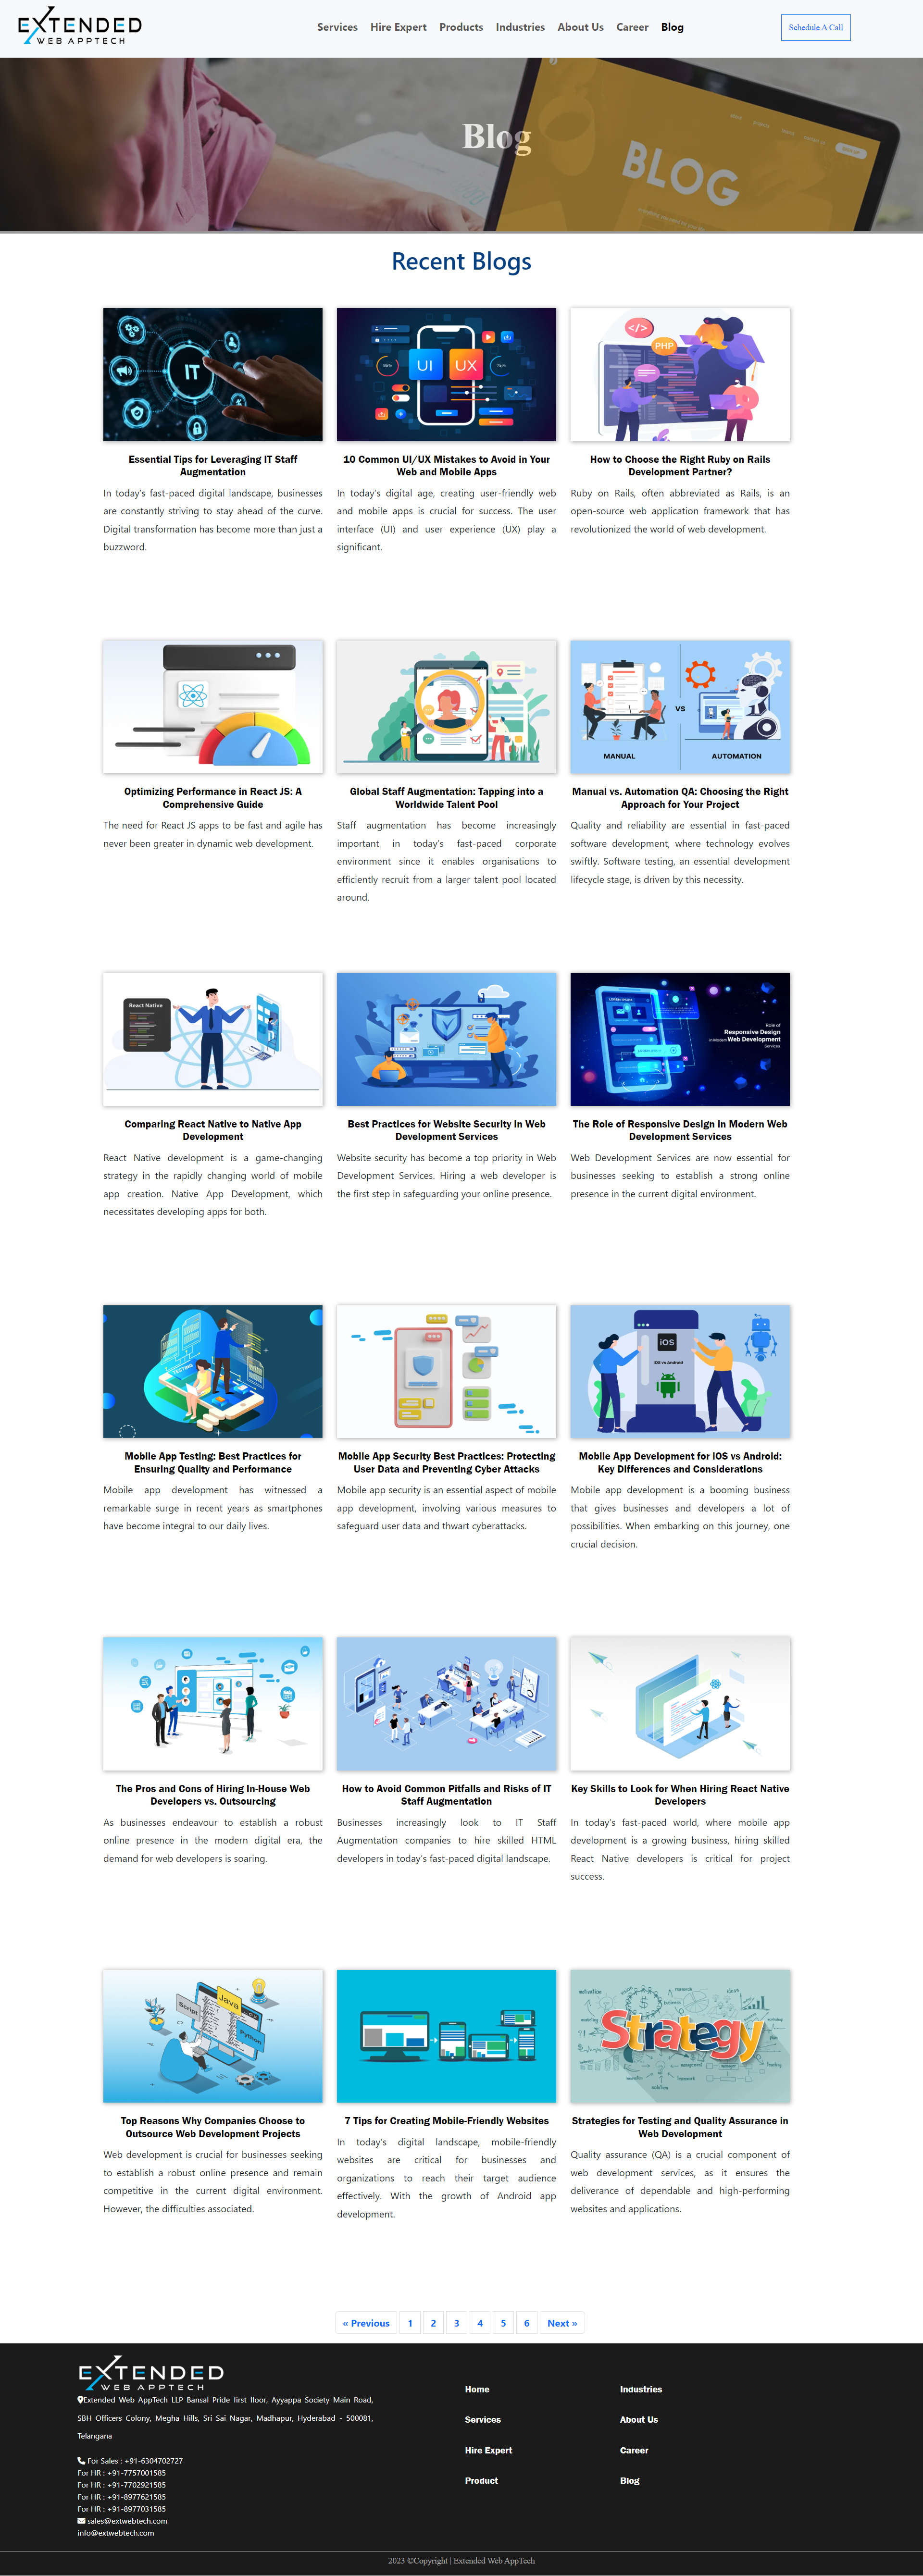 EXTENDED
WEB APPTECH
Services Hire Expert Products Industries About Us Career Blog
Schedule A Call
Blog
BLOG
Recent Blogs
IT
UI UX
</>
PHP
Essential Tips for Leveraging IT Staff
Augmentation
In today's fast-paced digital landscape, businesses
are constantly striving to stay ahead of the curve.
Digital transformation has become more than just a
buzzword.
10 Common UI/UX Mistakes to Avoid in Your
Web and Mobile Apps
In today's digital age, creating user-friendly web
and mobile apps is crucial for success. The user
interface (UI) and user experience (UX) play a
significant.
How to Choose the Right Ruby on Rails
Development Partner?
Ruby on Rails, often abbreviated as Rails, is an
open-source web application framework that has
revolutionized the world of web development.
VS
MANUAL
AUTOMATION
Optimizing Performance in React JS: A
Comprehensive Guide
The need for React JS apps to be fast and agile has
never been greater in dynamic web development.
Global Staff Augmentation: Tapping into a
Worldwide Talent Pool
Staff augmentation has become increasingly
important in today's fast-paced corporate
environment since it enables organisations to
efficiently recruit from a larger talent pool located
around.
Manual vs. Automation QA: Choosing the Right
Approach for Your Project
Quality and reliability are essential in fast-paced
software development, where technology evolves
swiftly. Software testing, an essential development
lifecycle stage, is driven by this necessity.
React Native
Role of
Responsive Design
in Modern Web Development
Services
Comparing React Native to Native App
Development
React Native development is a game-changing
strategy in the rapidly changing world of mobile
app creation. Native App Development, which
necessitates developing apps for both.
Best Practices for Website Security in Web
Development Services
Website security has become a top priority in Web
Development Services. Hiring a web developer is
the first step in safeguarding your online presence.
The Role of Responsive Design in Modern Web
Development Services
Web Development Services are now essential for
businesses seeking to establish a strong online
presence in the current digital environment.
TESTING
iOS
iOS vs Android
Mobile App Testing: Best Practices for
Ensuring Quality and Performance
Mobile app development has witnessed a
remarkable surge in recent years as smartphones
have become integral to our daily lives.
Mobile App Security Best Practices: Protecting
User Data and Preventing Cyber Attacks
Mobile app security is an essential aspect of mobile
app development, involving various measures to
safeguard user data and thwart cyberattacks.
Mobile App Development for iOS vs Android:
Key Differences and Considerations
Mobile app development is a booming business
that gives businesses and developers a lot of
possibilities. When embarking on this journey, one
crucial decision.
The Pros and Cons of Hiring In-House Web
Developers vs. Outsourcing
As businesses endeavour to establish a robust
online presence in the modern digital era, the
demand for web developers is soaring.
How to Avoid Common Pitfalls and Risks of IT
Staff Augmentation
Businesses increasingly look to IT Staff
Augmentation companies to hire skilled HTML
developers in today's fast-paced digital landscape.
Key Skills to Look for When Hiring React Native
Developers
In today's fast-paced world, where mobile app
development is a growing business, hiring skilled
React Native developers is critical for project
success.
Script
Java
Python
Strategy
Top Reasons Why Companies Choose to
Outsource Web Development Projects
Web development is crucial for businesses seeking
to establish a robust online presence and remain
competitive in the current digital environment.
However, the difficulties associated.
7 Tips for Creating Mobile-Friendly Websites
In today's digital landscape, mobile-friendly
websites are critical for businesses and
organizations to reach their target audience
effectively. With the growth of Android app
development.
Strategies for Testing and Quality Assurance in
Web Development
Quality assurance (QA) is a crucial component of
web development services, as it ensures the
deliverance of dependable and high-performing
websites and applications.
« Previous 1 2 3 4 5 6 Next »
EXTENDED
WEB APPTECH
Extended Web AppTech LLP Bansal Pride first floor, Ayyappa Society Main Road,
SBH Officers Colony, Megha Hills, Sri Sai Nagar, Madhapur, Hyderabad - 500081,
Telangana
For Sales : +91-6304702727
For HR : +91-7757001585
For HR : +91-7702921585
For HR : +91-8977621585
For HR : +91-8977031585
sales@extwebtech.com
info@extwebtech.com
Home
Services
Hire Expert
Product
Industries
About Us
Career
Blog
2023 ©Copyright | Extended Web AppTech